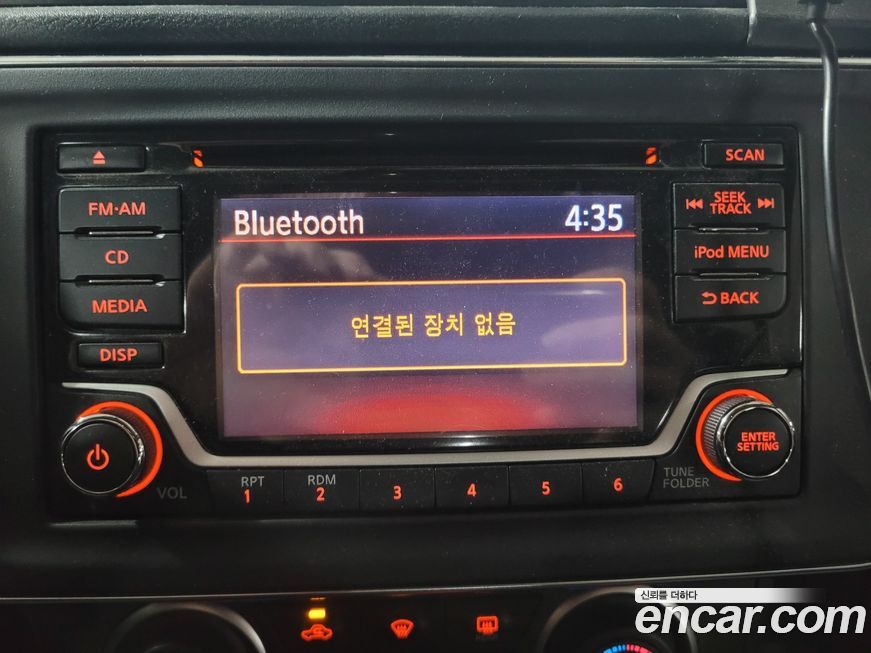 SCAN
FM·AM
SEEK
TRACK
Bluetooth 4:35
CD
iPod MENU
MEDIA
BACK
연결된 장치 없음
DISP
ENTER
SETTING
VOL
RPT
1
RDM
2
3
4
5
6
TUNE
FOLDER
신뢰를 더하다
encar.com